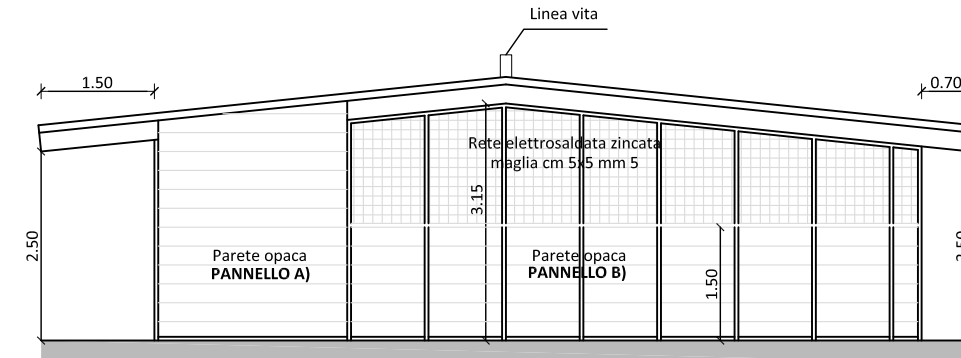 Linea vita
1.50
0.70
Rete elettrosaldata zincata
maglia cm 5x5 mm 5
3.15
2.50
Parete opaca
PANNELLO A)
Parete opaca
PANNELLO B)
1.50